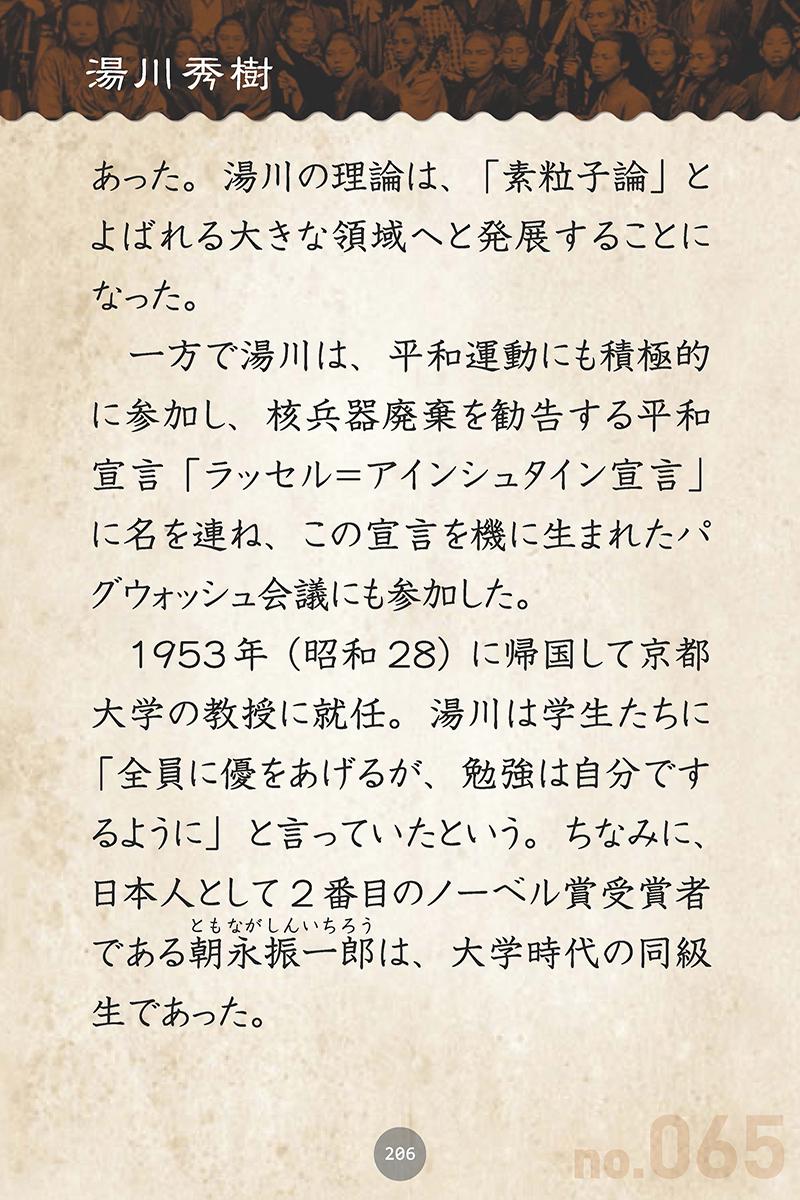 湯川秀樹
あった。湯川の理論は、「素粒子論」と
よばれる大きな領域へと発展することに
なった。
一方で湯川は、平和運動にも積極的
に参加し、核兵器廃棄を勧告する平和
宣言「ラッセル=アインシュタイン宣言」
に名を連ね、この宣言を機に生まれたパ
グウォッシュ会議にも参加した。
1953年（昭和28）に帰国して京都
大学の教授に就任。湯川は学生たちに
「全員に優をあげるが、勉強は自分です
るように」と言っていたという。ちなみに、
日本人として2番目のノーベル賞受賞者
ともながしんいちろう
である朝永振一郎は、大学時代の同級
生であった。
206
no.065